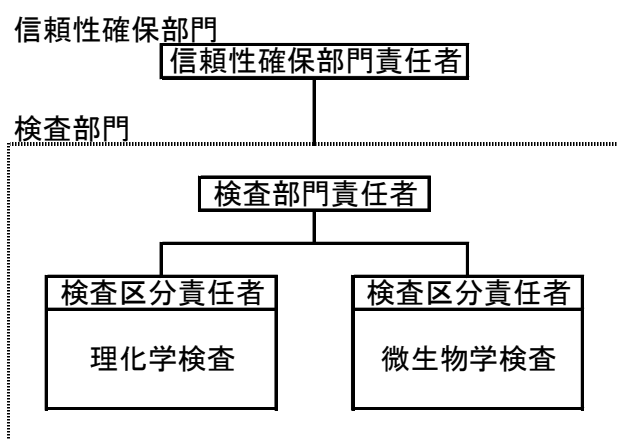 信頼性確保部門
信頼性確保部門責任者
検査部門
検査部門責任者
検査区分責任者
理化学検査
検査区分責任者
微生物学検査